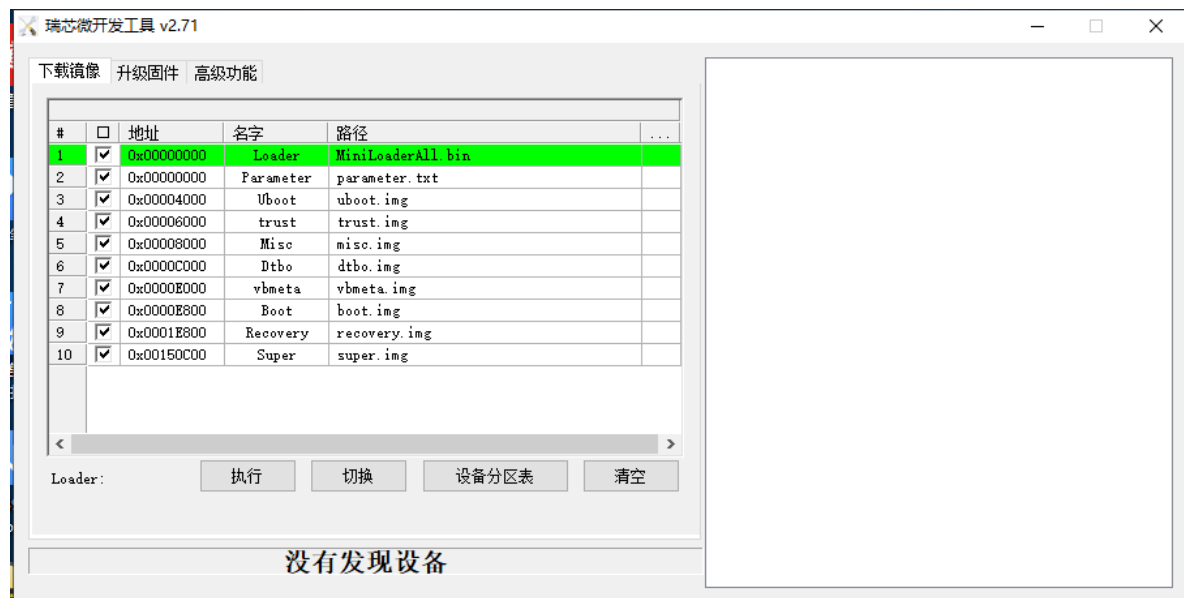 瑞芯微开发工具 v2.71
下载镜像 升级固件 高级功能
# 地址 名字 路径 ...
1 0x00000000 Loader MiniLoaderAll.bin
2 0x00000000 Parameter parameter.txt
3 0x00004000 Uboot uboot.img
4 0x00006000 trust trust.img
5 0x00008000 Misc misc.img
6 0x0000C000 Dtbo dtbo.img
7 0x0000E000 vbmeta vbmeta.img
8 0x0000E800 Boot boot.img
9 0x0001E800 Recovery recovery.img
10 0x00150C00 Super super.img
Loader: 执行 切换 设备分区表 清空
没有发现设备